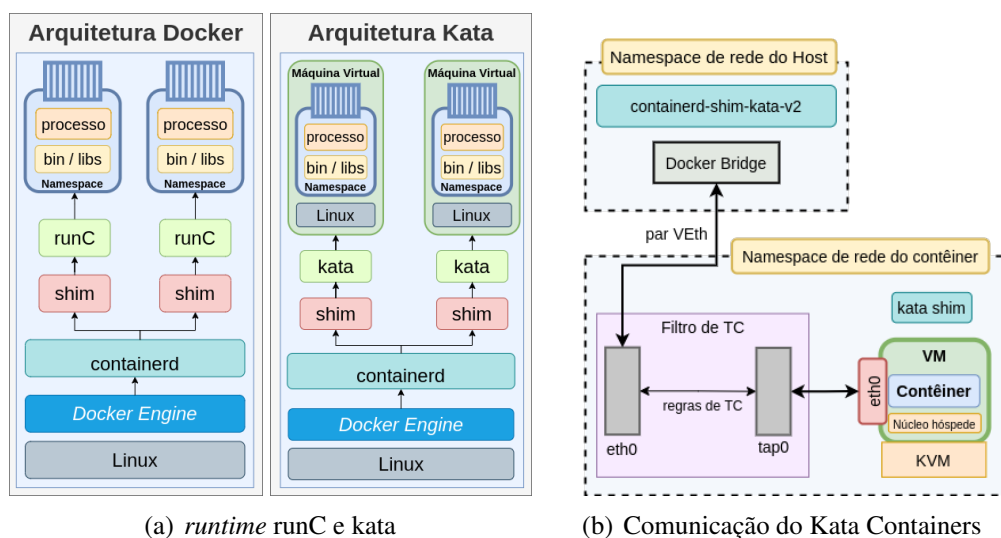 Arquitetura Docker
processo
bin / libs
Namespace
processo
bin / libs
Namespace
runC
runC
shim
shim
containerd
Docker Engine
Linux
Arquitetura Kata
Máquina Virtual
processo
bin / libs
Namespace
Linux
Máquina Virtual
processo
bin / libs
Namespace
Linux
kata
kata
shim
shim
containerd
Docker Engine
Linux
(a) runtime runC e kata
Namespace de rede do Host
containerd-shim-kata-v2
Docker Bridge
par VEth
Namespace de rede do contêiner
kata shim
Filtro de TC
eth0
regras de TC
tap0
eth0
VM
Contêiner
Núcleo hóspede
KVM
(b) Comunicação do Kata Containers